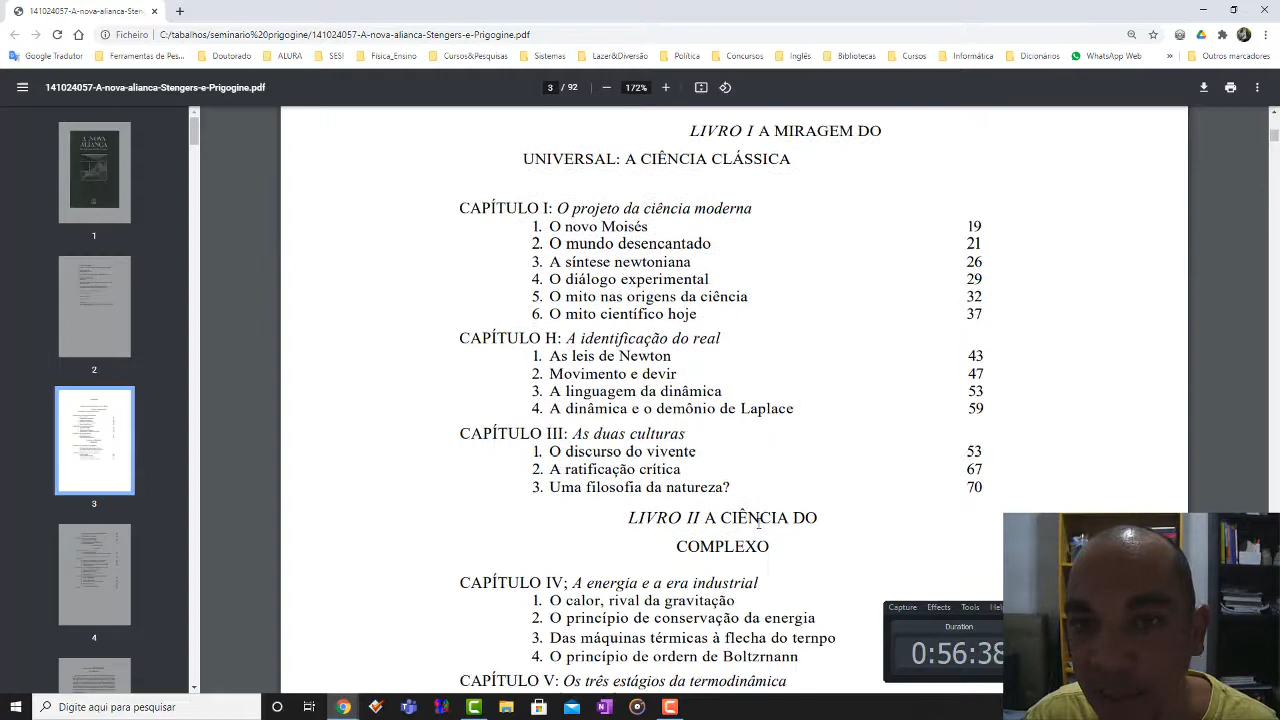 141024057-A-nova-alianca-Sten
Ficheiro C:/tabalhos/seminario%20prigogine/141024057-A-nova-alianca-Stengers-e-Prigogine.pdf
Google Tradutor Ferramentas de Pes... Doutorado ALURA SESI Física_Ensino Cursos&Pesquisas Sistemas Lazer&Diversão Política Concursos Inglês Bibliotecas Cursos Informática Dicionários WhatsApp Web » Outros marcadores
141024057-A-nova-alianca-Stengers-e-Prigogine.pdf 3 / 92 172%
LIVRO I A MIRAGEM DO
UNIVERSAL: A CIÊNCIA CLÁSSICA
CAPÍTULO I: O projeto da ciência moderna
1. O novo Moisés 19
2. O mundo desencantado 21
3. A síntese newtoniana 26
4. O diálogo experimental 29
5. O mito nas origens da ciência 32
6. O mito científico hoje 37
CAPÍTULO H: A identificação do real
1. As leis de Newton 43
2. Movimento e devir 47
3. A linguagem da dinâmica 53
4. A dinâmica e o demônio de Laplace 59
CAPÍTULO III: As duas culturas
1. O discurso do vivente 53
2. A ratificação crítica 67
3. Uma filosofia da natureza? 70
LIVRO II A CIÊNCIA DO
COMPLEXO
CAPÍTULO IV; A energia e a era industrial
1. O calor, rival da gravitação
2. O princípio de conservação da energia
3. Das máquinas térmicas à flecha do ternpo
4. O princípio de ordern de Boltzrnann
CAPÍTULO V: Os três estágios da termodinâmica
1
2
3
4
Capture Effects Tools Help
Duration
0:56:38
Digite aqui para pesquisar